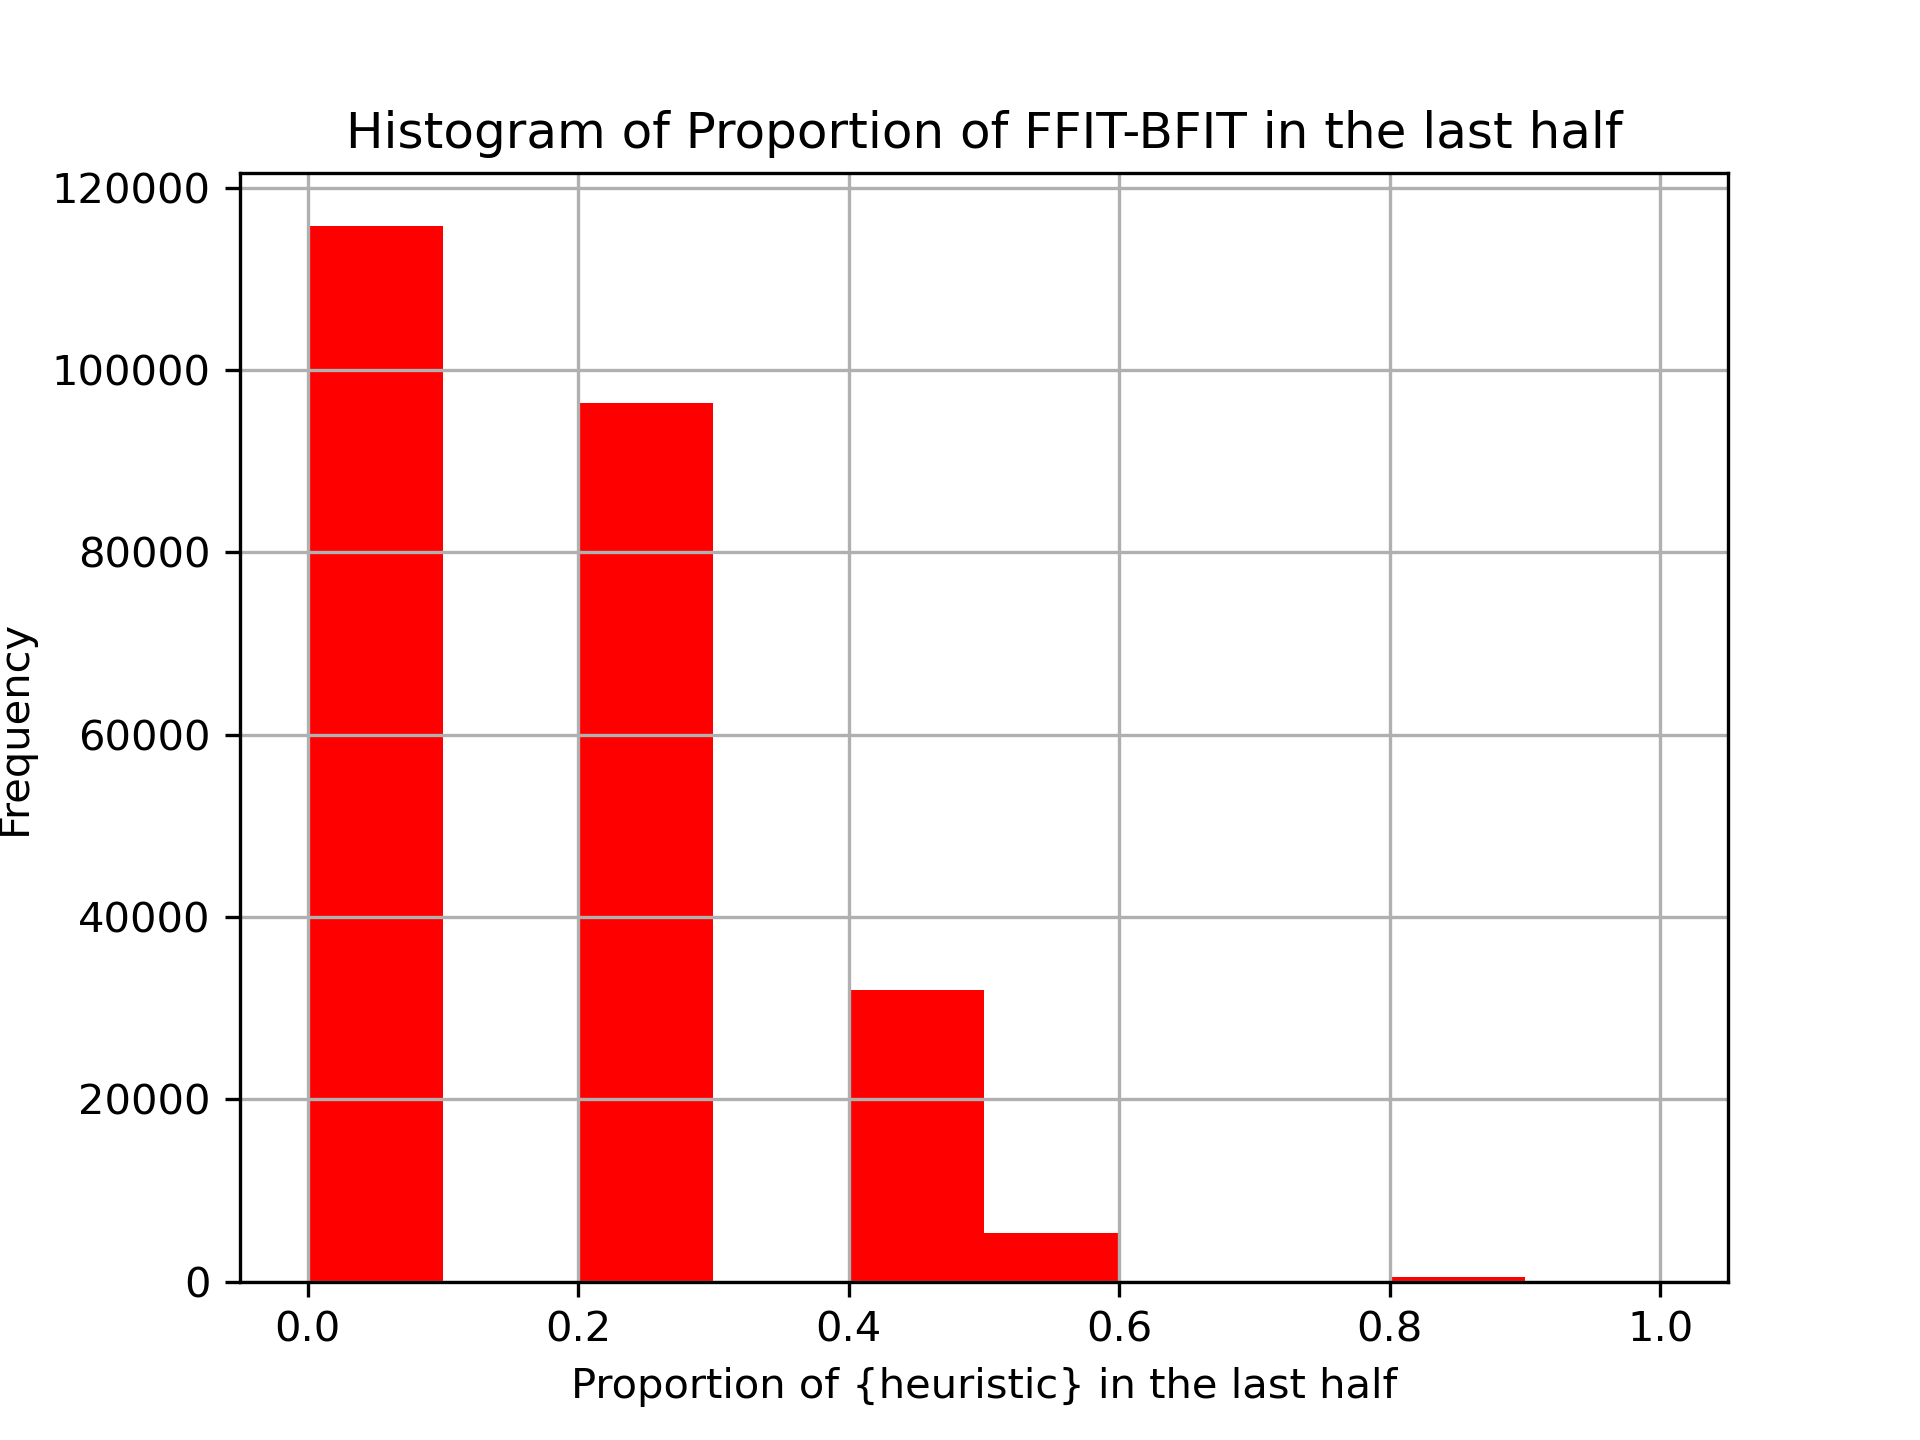 Histogram of Proportion of FFIT-BFIT in the last half
120000
100000
80000
60000
40000
20000
0
Frequency
0.0 0.2 0.4 0.6 0.8 1.0
Proportion of {heuristic} in the last half